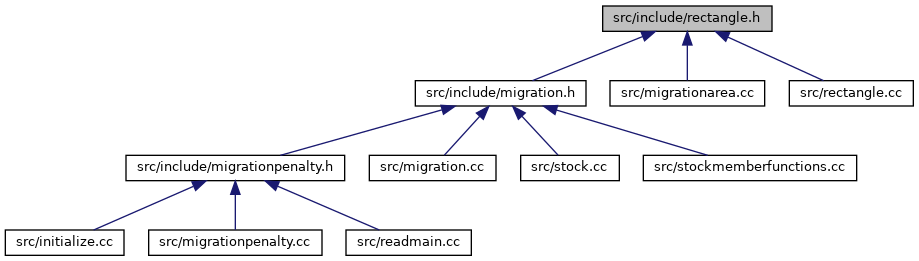 src/include/rectangle.h
src/include/migration.h
src/migrationarea.cc
src/rectangle.cc
src/include/migrationpenalty.h
src/migration.cc
src/stock.cc
src/stockmemberfunctions.cc
src/initialize.cc
src/migrationpenalty.cc
src/readmain.cc